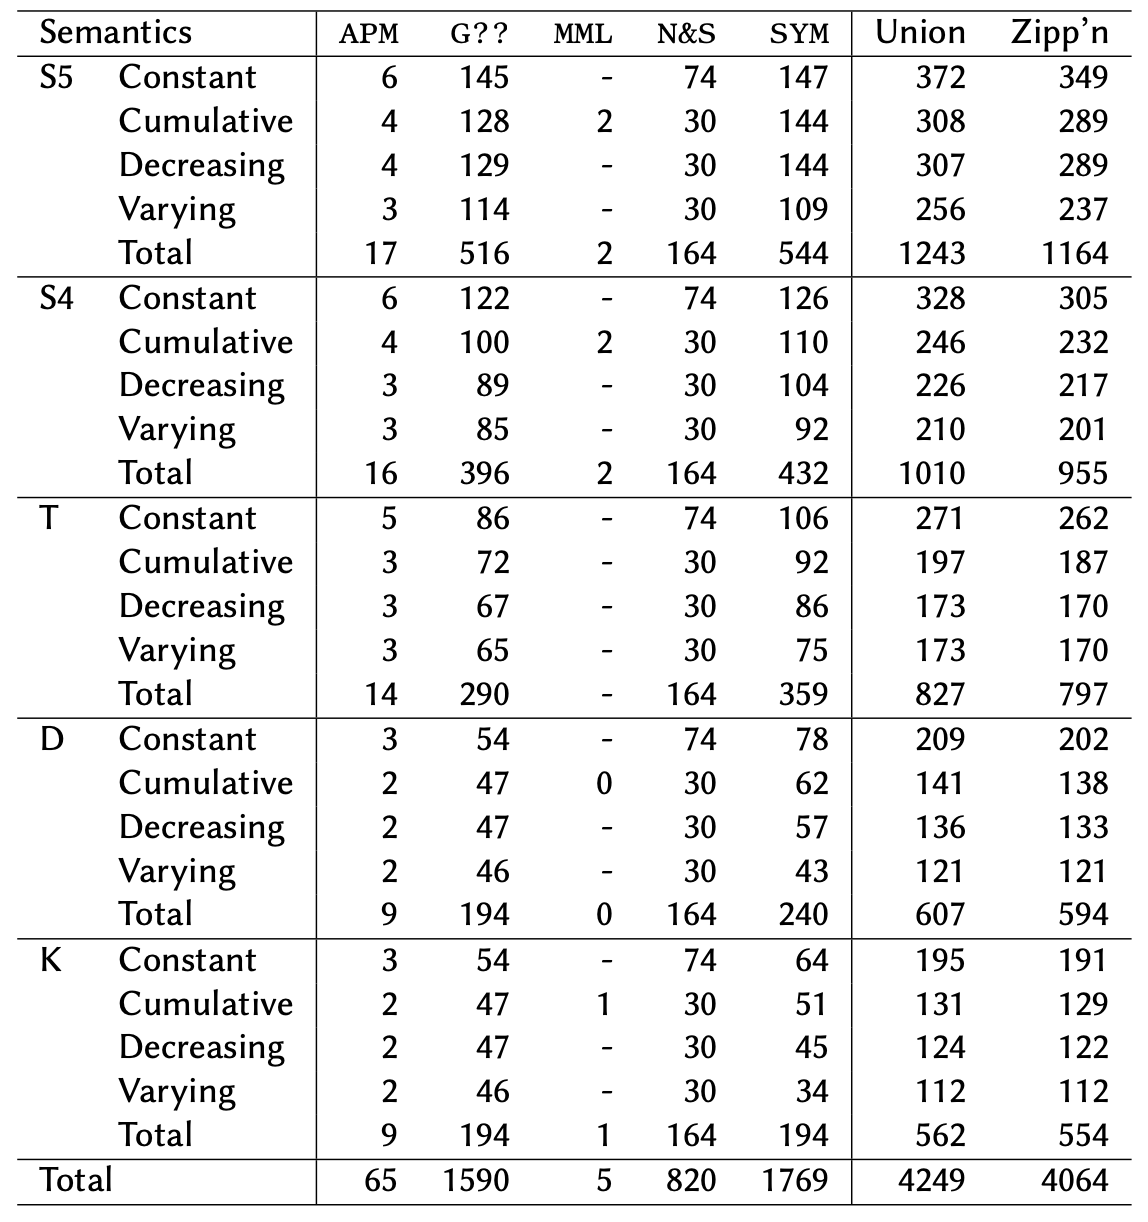 Semantics APM G?? MML N&S SYM Union Zipp'n
S5 Constant 6 145 - 74 147 372 349
Cumulative 4 128 2 30 144 308 289
Decreasing 4 129 - 30 144 307 289
Varying 3 114 - 30 109 256 237
Total 17 516 2 164 544 1243 1164
S4 Constant 6 122 - 74 126 328 305
Cumulative 4 100 2 30 110 246 232
Decreasing 3 89 - 30 104 226 217
Varying 3 85 - 30 92 210 201
Total 16 396 2 164 432 1010 955
T Constant 5 86 - 74 106 271 262
Cumulative 3 72 - 30 92 197 187
Decreasing 3 67 - 30 86 173 170
Varying 3 65 - 30 75 173 170
Total 14 290 - 164 359 827 797
D Constant 3 54 - 74 78 209 202
Cumulative 2 47 0 30 62 141 138
Decreasing 2 47 - 30 57 136 133
Varying 2 46 - 30 43 121 121
Total 9 194 0 164 240 607 594
K Constant 3 54 - 74 64 195 191
Cumulative 2 47 1 30 51 131 129
Decreasing 2 47 - 30 45 124 122
Varying 2 46 - 30 34 112 112
Total 9 194 1 164 194 562 554
Total 65 1590 5 820 1769 4249 4064